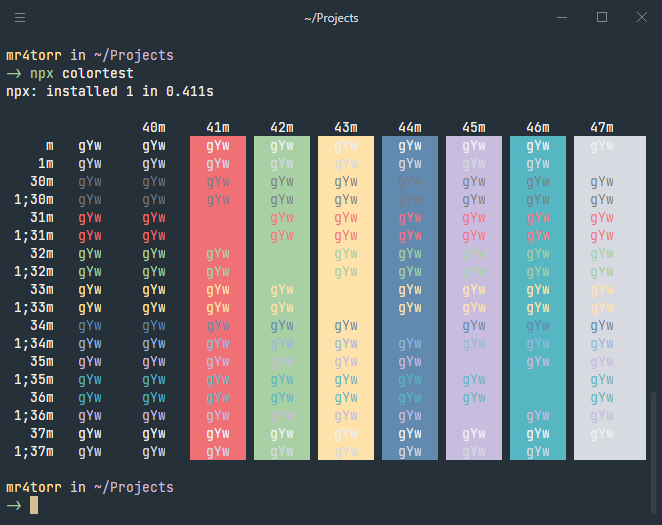 ~/Projects
mr4torr in ~/Projects
-> npx colortest
npx: installed 1 in 0.411s
40m 41m 42m 43m 44m 45m 46m 47m
m gYw gYw gYw gYw gYw gYw gYw gYw gYw
1m gYw gYw gYw gYw gYw gYw gYw gYw
30m gYw gYw gYw gYw gYw gYw gYw gYw gYw
1;30m gYw gYw gYw gYw gYw gYw gYw gYw gYw
31m gYw gYw gYw gYw gYw gYw gYw gYw
1;31m gYw gYw gYw gYw gYw gYw gYw gYw
32m gYw gYw gYw gYw gYw gYw gYw gYw
1;32m gYw gYw gYw gYw gYw gYw gYw gYw
33m gYw gYw gYw gYw gYw gYw gYw gYw
1;33m gYw gYw gYw gYw gYw gYw gYw gYw
34m gYw gYw gYw gYw gYw gYw gYw gYw
1;34m gYw gYw gYw gYw gYw gYw gYw gYw gYw
35m gYw gYw gYw gYw gYw gYw gYw gYw
1;35m gYw gYw gYw gYw gYw gYw gYw gYw gYw
36m gYw gYw gYw gYw gYw gYw gYw gYw
1;36m gYw gYw gYw gYw gYw gYw gYw gYw
37m gYw gYw gYw gYw gYw gYw gYw gYw gYw
1;37m gYw gYw gYw gYw gYw gYw gYw gYw gYw
mr4torr in ~/Projects
->